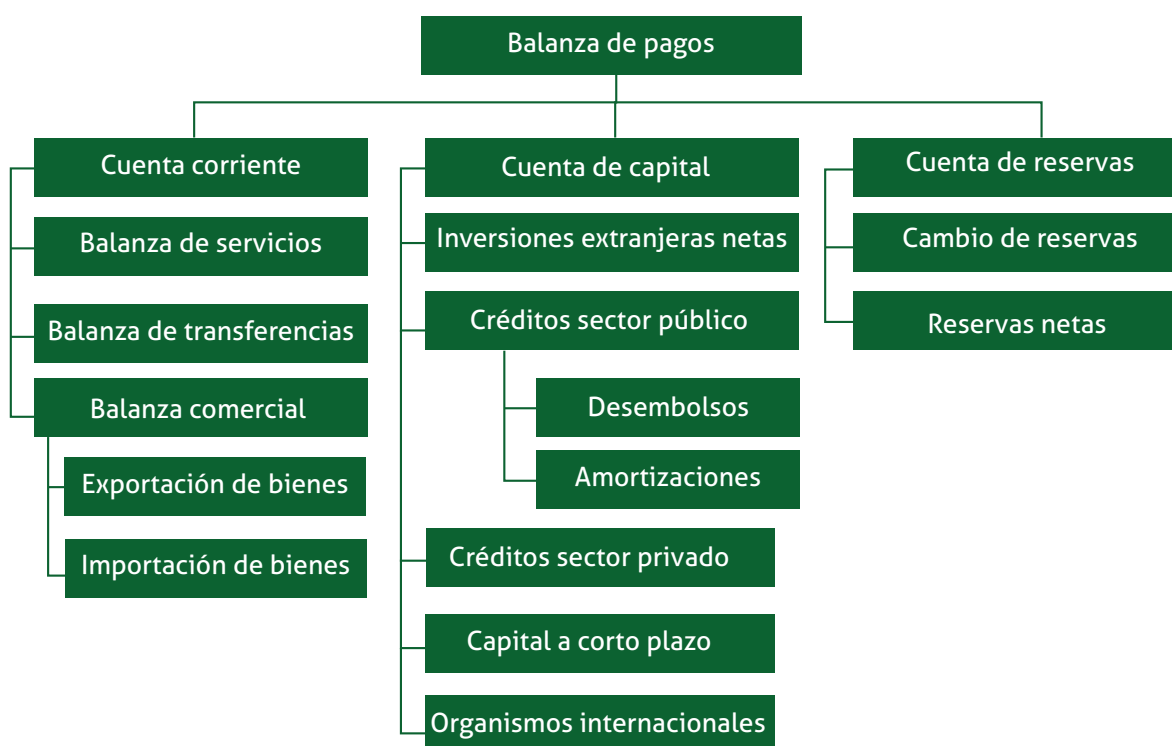 Balanza de pagos
Cuenta corriente
Balanza de servicios
Balanza de transferencias
Balanza comercial
Exportación de bienes
Importación de bienes
Cuenta de capital
Inversiones extranjeras netas
Créditos sector público
Desembolsos
Amortizaciones
Créditos sector privado
Capital a corto plazo
Organismos internacionales
Cuenta de reservas
Cambio de reservas
Reservas netas